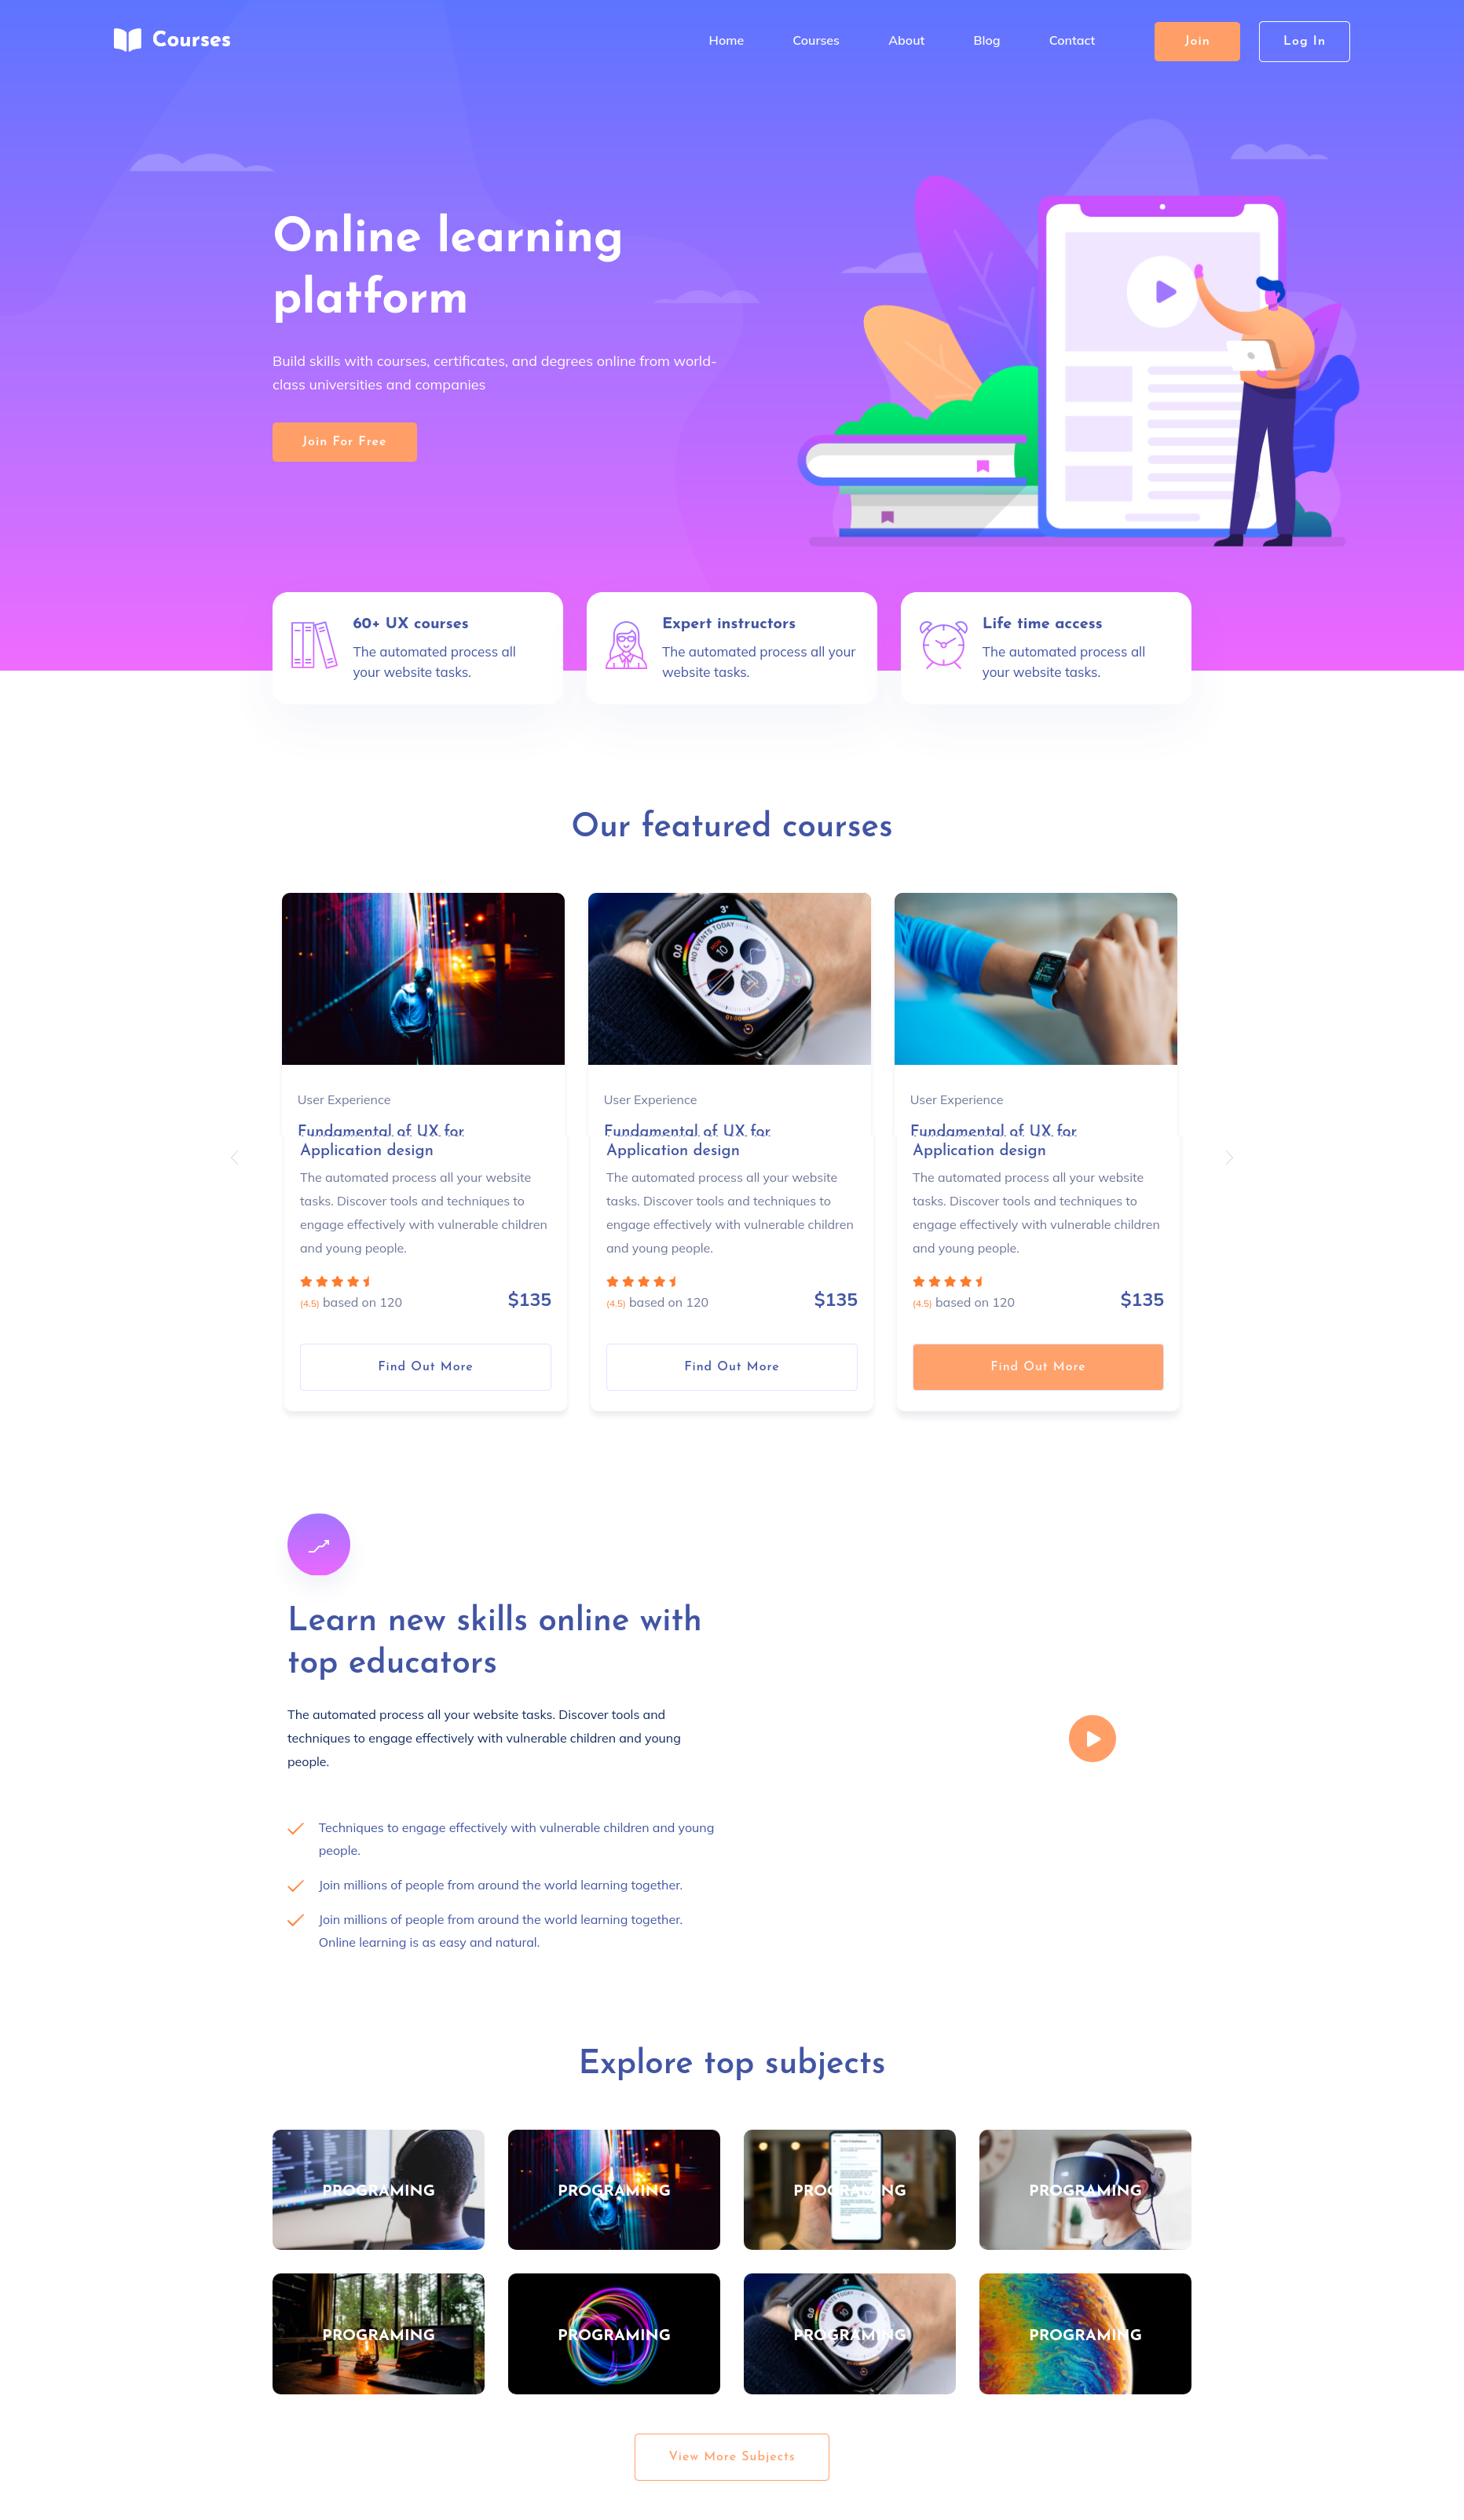 Courses
Home Courses About Blog Contact Join Log In
Online learning
platform
Build skills with courses, certificates, and degrees online from world-
class universities and companies
Join For Free
60+ UX courses
The automated process all
your website tasks.
Expert instructors
The automated process all your
website tasks.
Life time access
The automated process all
your website tasks.
Our featured courses
3°
0,0
NO EVENTS TODAY
MON
10
01:00
User Experience
Fundamental of UX for
Application design
The automated process all your website
tasks. Discover tools and techniques to
engage effectively with vulnerable children
and young people.
(4.5) based on 120
$135
Find Out More
User Experience
Fundamental of UX for
Application design
The automated process all your website
tasks. Discover tools and techniques to
engage effectively with vulnerable children
and young people.
(4.5) based on 120
$135
Find Out More
User Experience
Fundamental of UX for
Application design
The automated process all your website
tasks. Discover tools and techniques to
engage effectively with vulnerable children
and young people.
(4.5) based on 120
$135
Find Out More
Learn new skills online with
top educators
The automated process all your website tasks. Discover tools and
techniques to engage effectively with vulnerable children and young
people.
Techniques to engage effectively with vulnerable children and young
people.
Join millions of people from around the world learning together.
Join millions of people from around the world learning together.
Online learning is as easy and natural.
Explore top subjects
PROGRAMING
PROGRAMING
PROGRAMING
PROGRAMING
PROGRAMING
PROGRAMING
PROGRAMING
PROGRAMING
View More Subjects